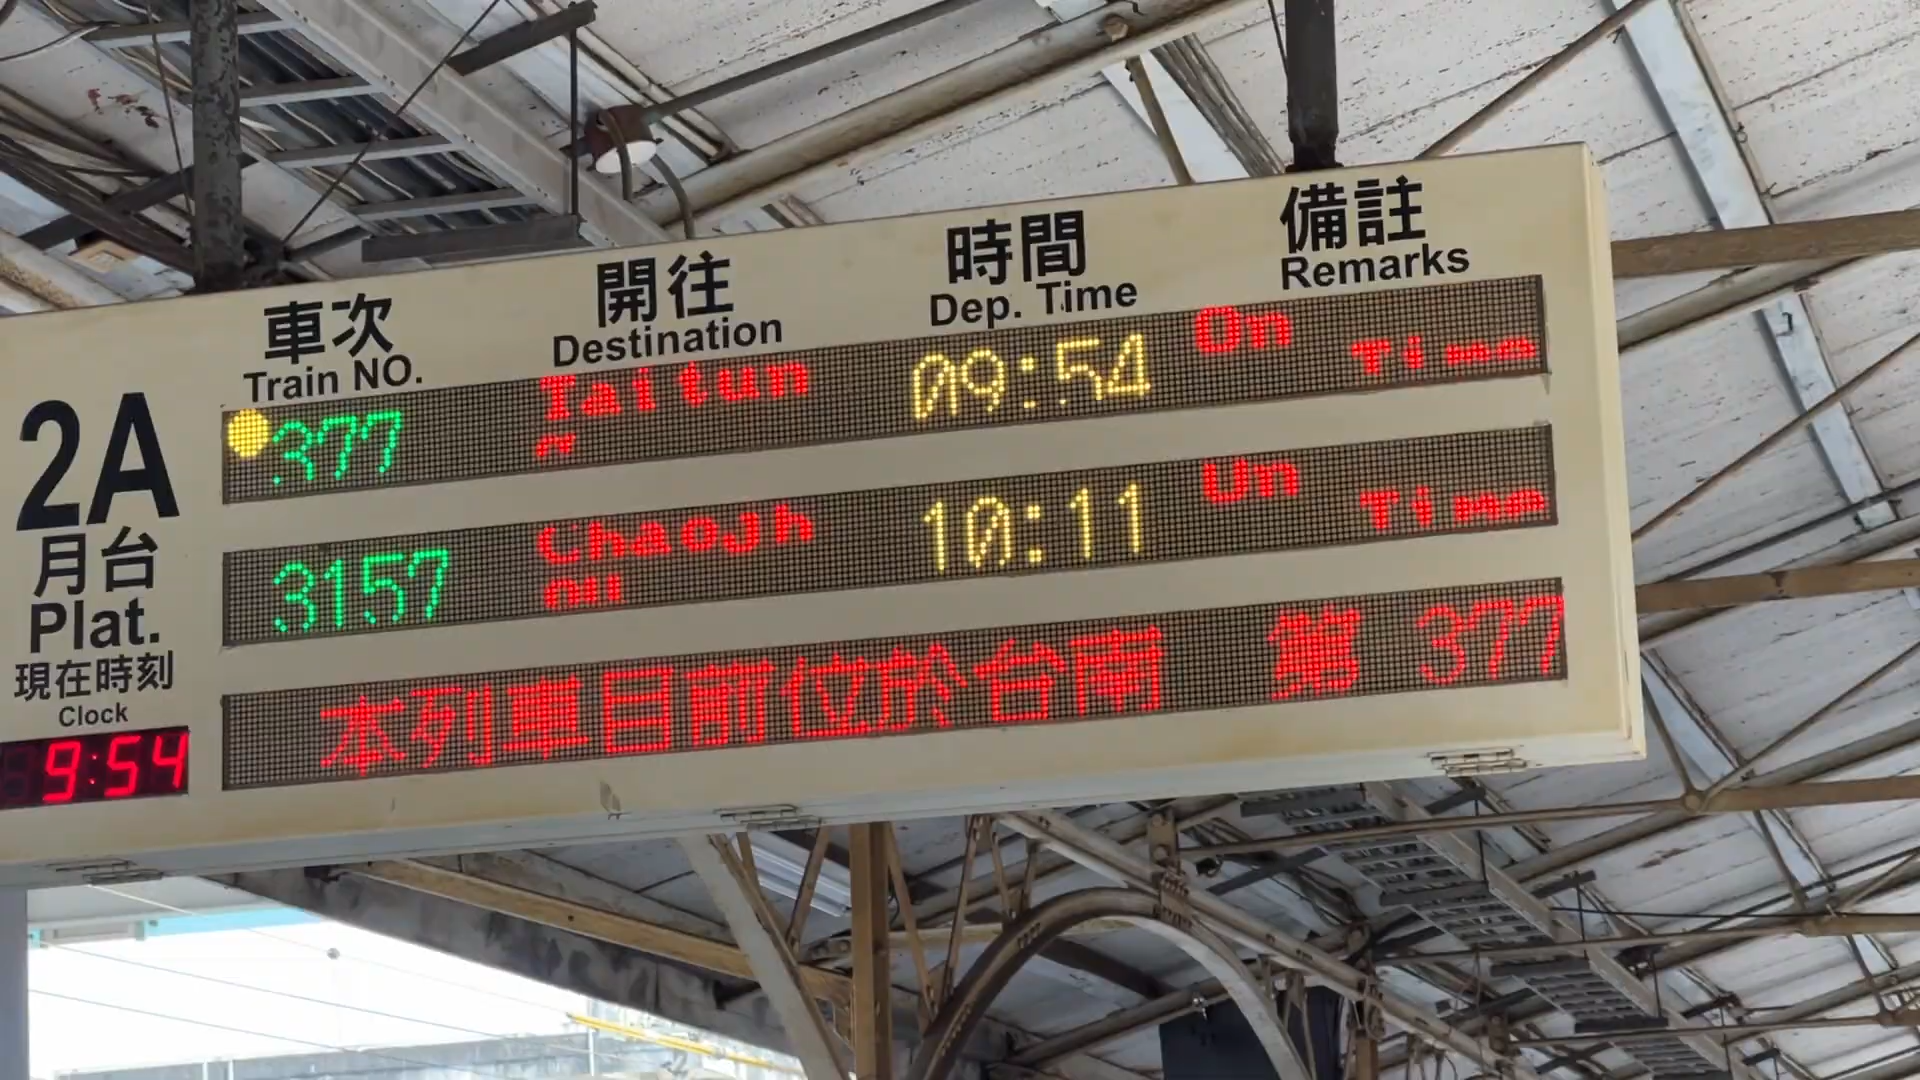 車次 開往 時間 備註
Train NO. Destination Dep. Time Remarks
377 Taitun 09:54 On Time
g
3157 Chaojh 10:11 On Time
ou
本列車目前位於台南 第 377
2A
月台
Plat.
現在時刻
Clock
9:54